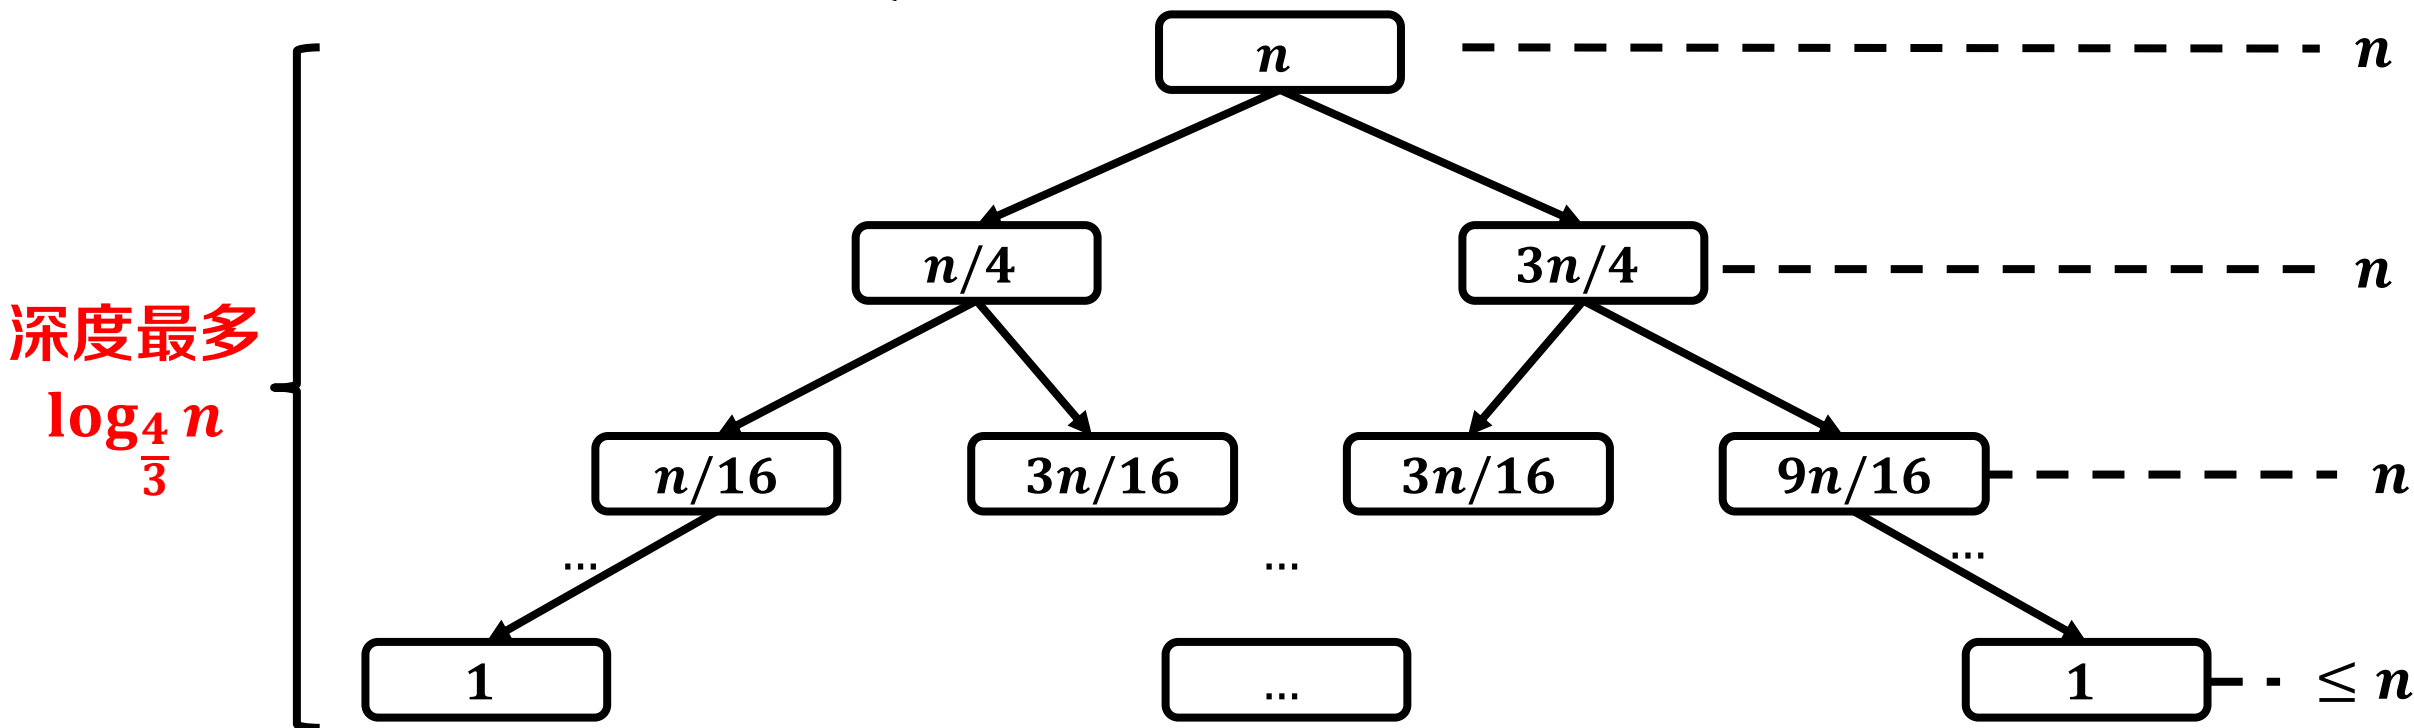 n n
n/4 3n/4 n
深度最多
log_{4/3} n
n/16 3n/16 3n/16 9n/16 n
... ... ...
1 ... 1 ≤ n